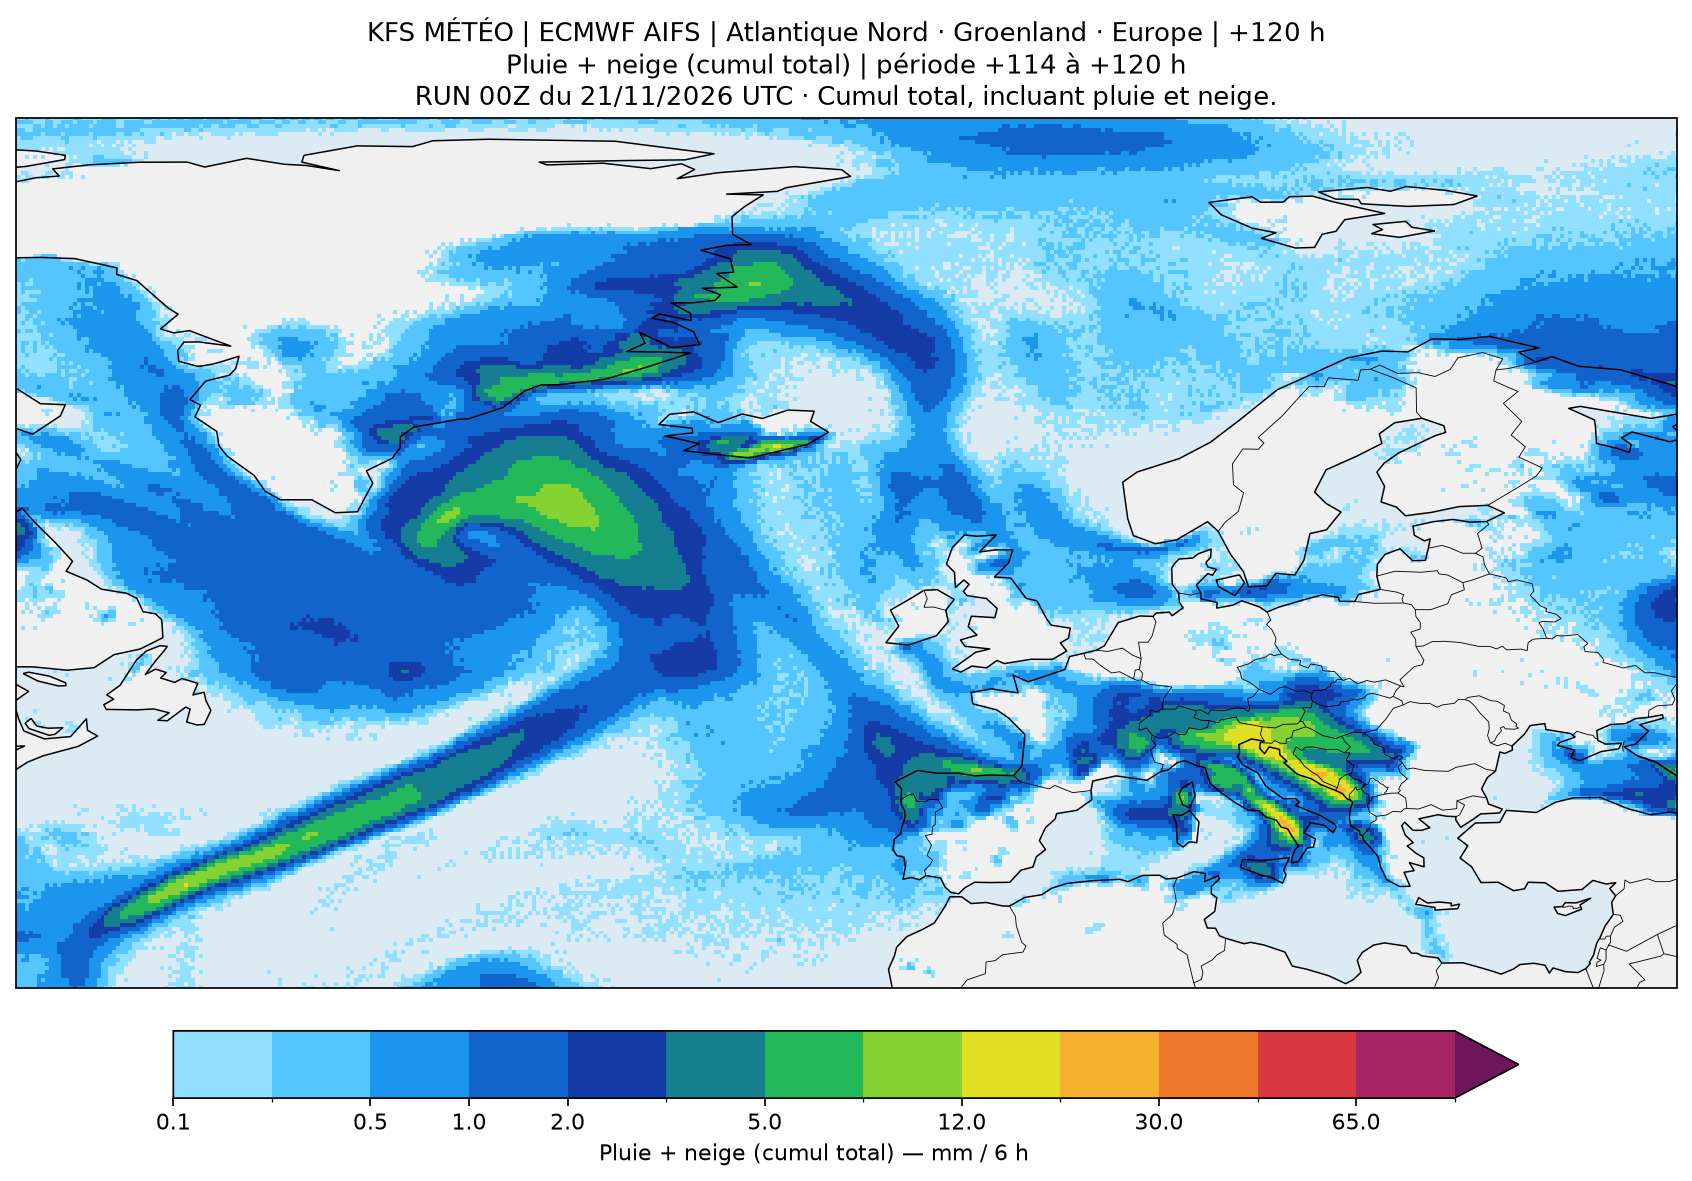 KFS MÉTÉO | ECMWF AIFS | Atlantique Nord · Groenland · Europe | +120 h
Pluie + neige (cumul total) | période +114 à +120 h
RUN 00Z du 21/11/2026 UTC · Cumul total, incluant pluie et neige.
0.1 0.5 1.0 2.0 5.0 12.0 30.0 65.0
Pluie + neige (cumul total) — mm / 6 h